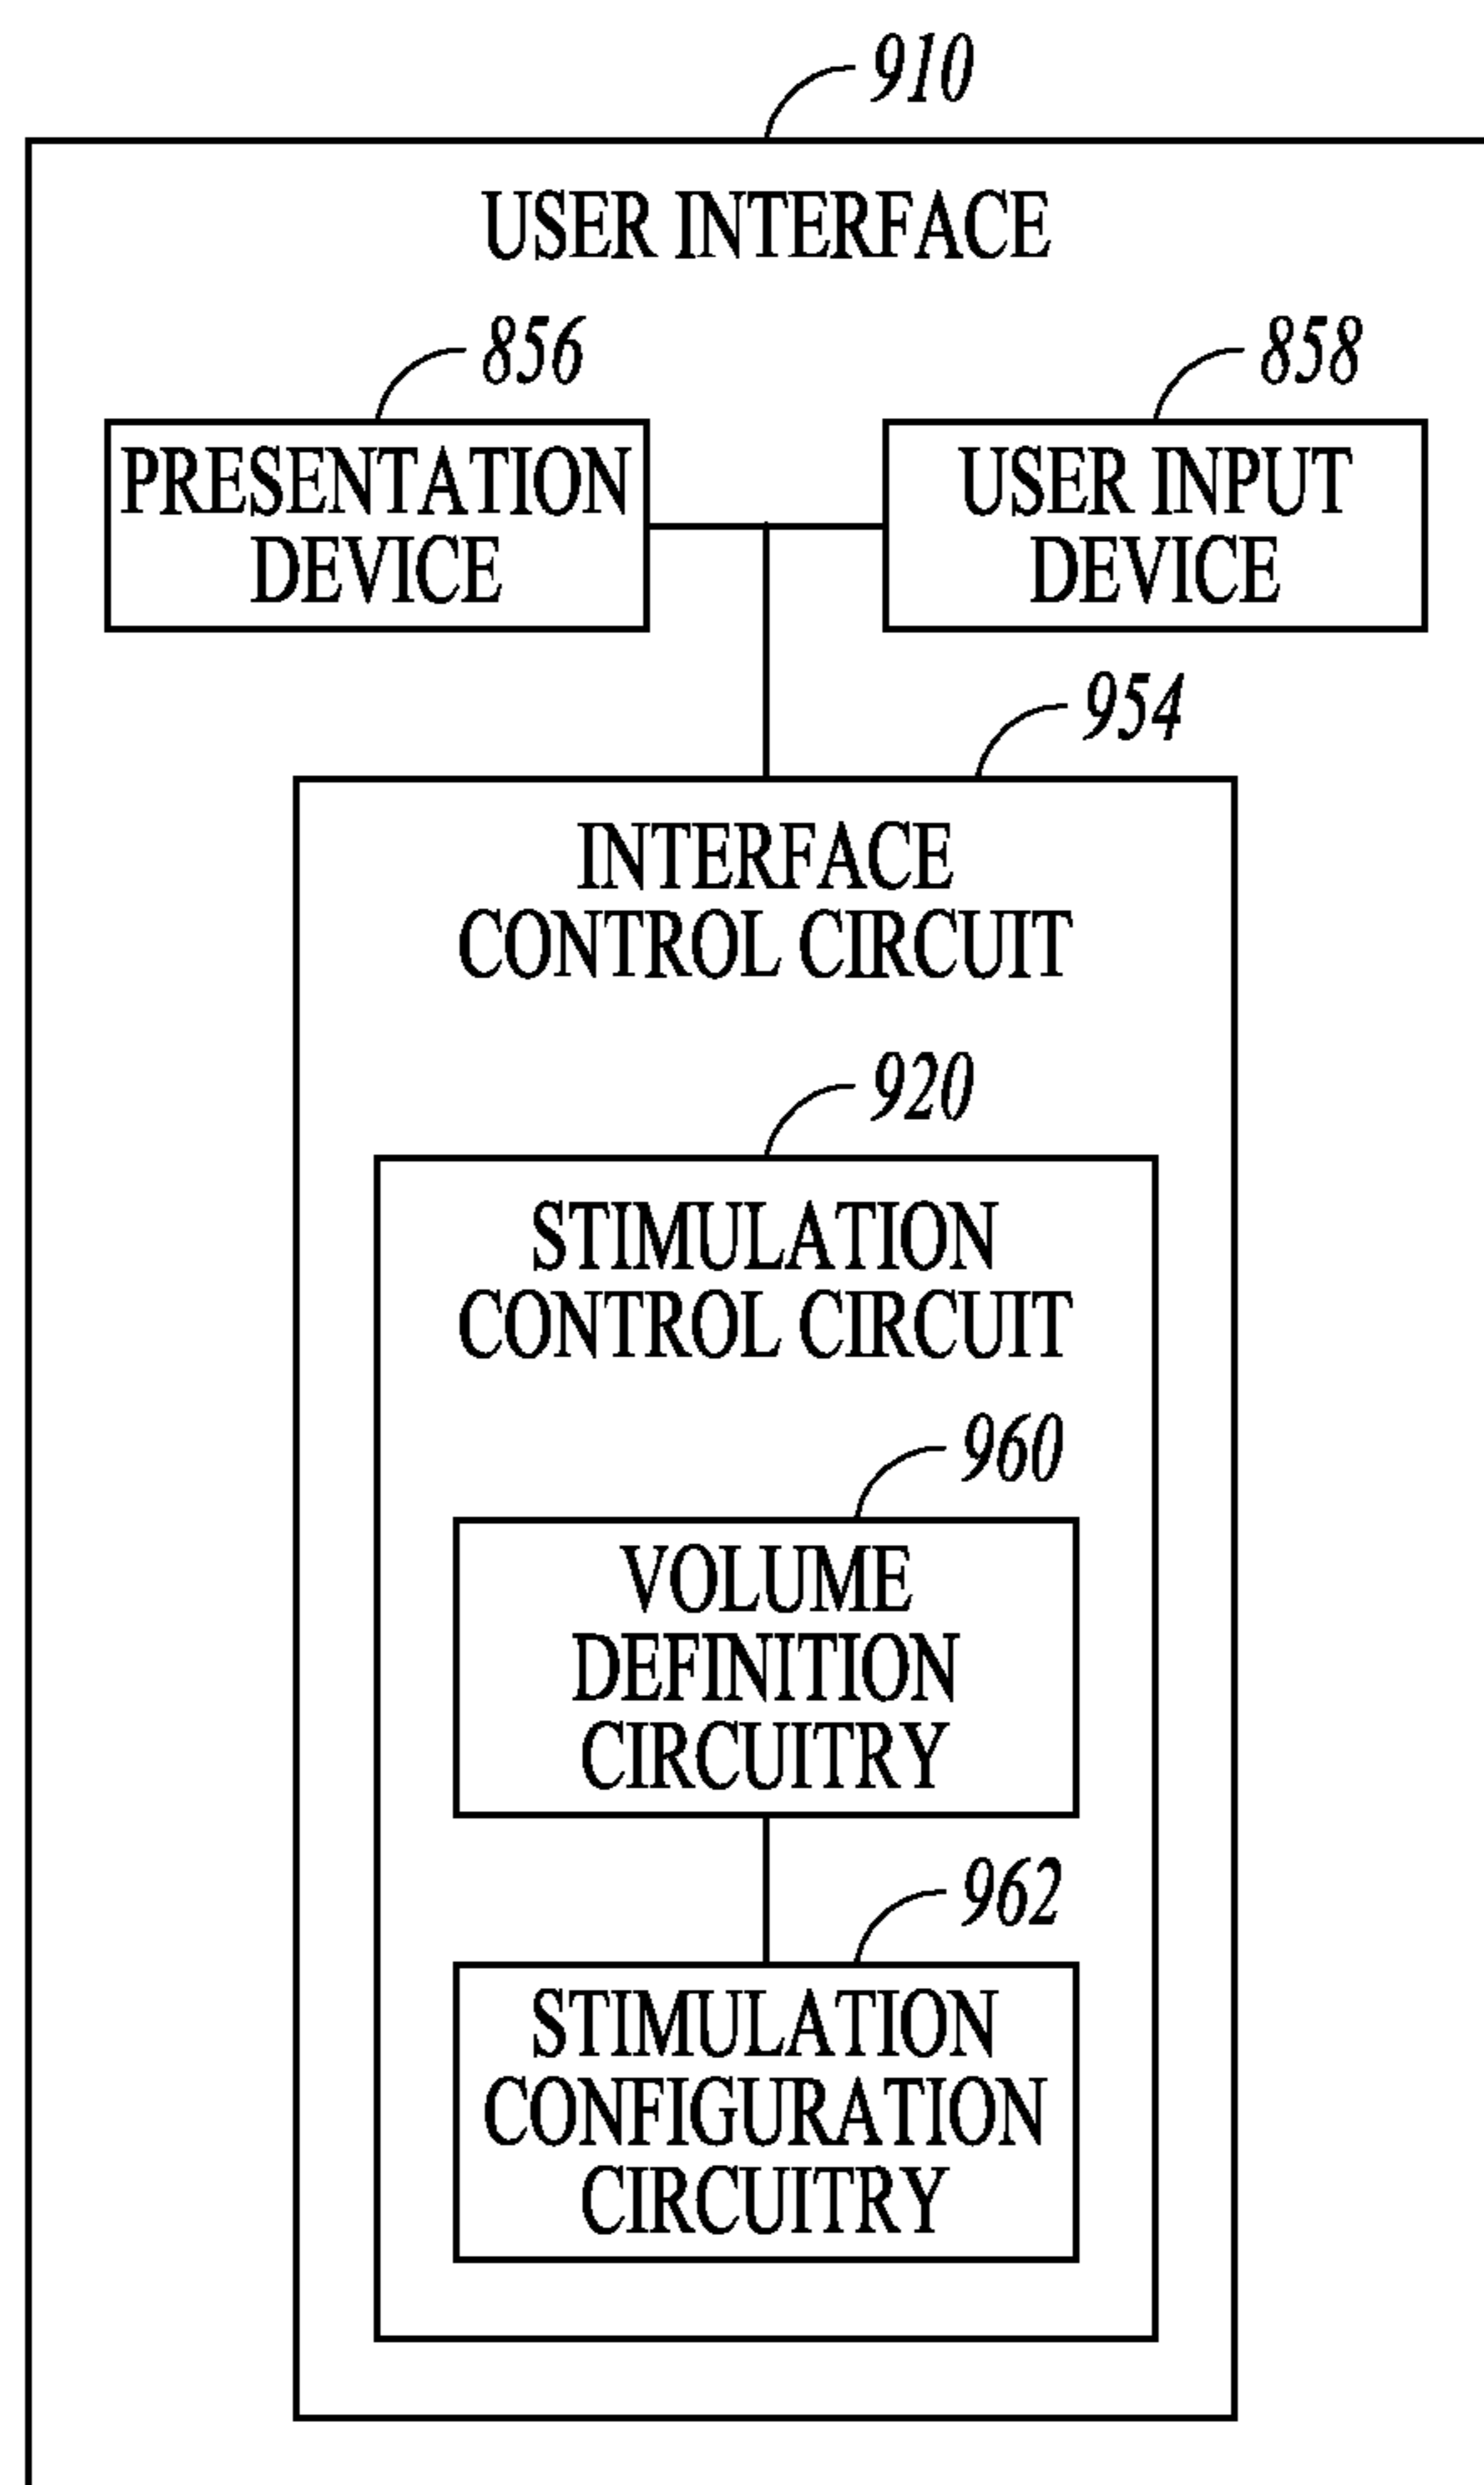 910
USER INTERFACE
856
858
PRESENTATION
DEVICE
USER INPUT
DEVICE
954
INTERFACE
CONTROL CIRCUIT
920
STIMULATION
CONTROL CIRCUIT
960
VOLUME
DEFINITION
CIRCUITRY
962
STIMULATION
CONFIGURATION
CIRCUITRY